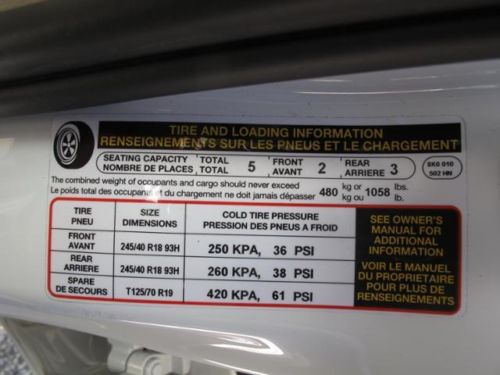 TIRE AND LOADING INFORMATION
RENSEIGNEMENTS SUR LES PNEUS ET LE CHARGEMENT
SEATING CAPACITY TOTAL 5 FRONT 2 REAR 3
NOMBRE DE PLACES TOTAL AVANT ARRIERE
5K0 010
502 HN
The combined weight of occupants and cargo should never exceed 480 kg or 1058 lbs.
Le poids total des occupants et du chargement ne doit jamais dépasser kg ou lb.
TIRE SIZE COLD TIRE PRESSURE
PNEU DIMENSIONS PRESSION DES PNEUS A FROID
FRONT
AVANT 245/40 R18 93H 250 KPA, 36 PSI
REAR
ARRIERE 245/40 R18 93H 260 KPA, 38 PSI
SPARE
DE SECOURS T125/70 R19 420 KPA, 61 PSI
SEE OWNER'S
MANUAL FOR
ADDITIONAL
INFORMATION
VOIR LE MANUEL
DU PROPRIETAIRE
POUR PLUS DE
RENSEIGNEMENTS